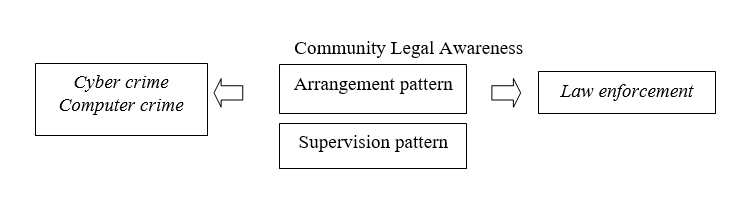 Community Legal Awareness
Cyber crime
Computer crime
Arrangement pattern
Law enforcement
Supervision pattern